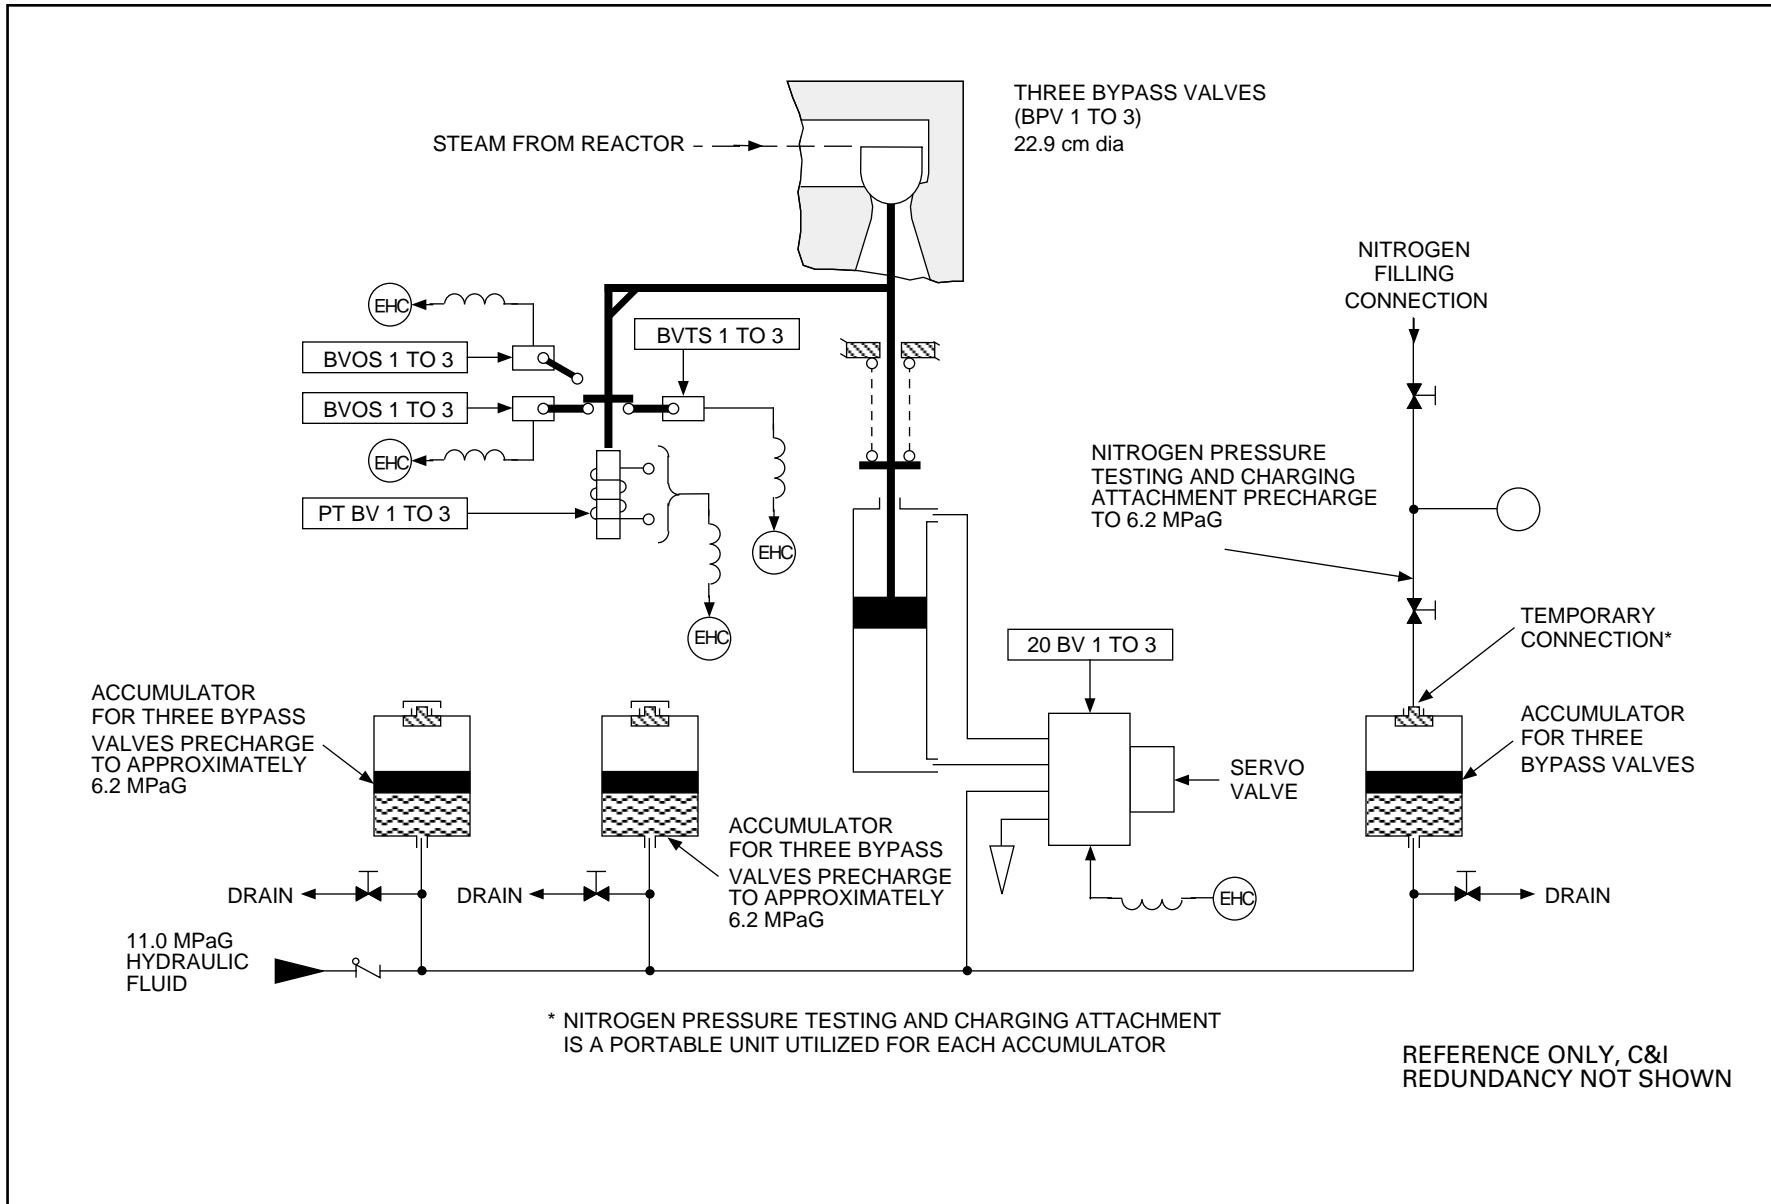 THREE BYPASS VALVES
(BPV 1 TO 3)
22.9 cm dia
STEAM FROM REACTOR
NITROGEN
FILLING
CONNECTION
EHC
BVOS 1 TO 3
BVTS 1 TO 3
BVOS 1 TO 3
EHC
PT BV 1 TO 3
EHC
EHC
NITROGEN PRESSURE
TESTING AND CHARGING
ATTACHMENT PRECHARGE
TO 6.2 MPaG
TEMPORARY
CONNECTION*
20 BV 1 TO 3
ACCUMULATOR
FOR THREE BYPASS
VALVES PRECHARGE
TO APPROXIMATELY
6.2 MPaG
ACCUMULATOR
FOR THREE BYPASS
VALVES PRECHARGE
TO APPROXIMATELY
6.2 MPaG
SERVO
VALVE
ACCUMULATOR
FOR THREE
BYPASS VALVES
DRAIN
DRAIN
EHC
DRAIN
11.0 MPaG
HYDRAULIC
FLUID
* NITROGEN PRESSURE TESTING AND CHARGING ATTACHMENT
IS A PORTABLE UNIT UTILIZED FOR EACH ACCUMULATOR
REFERENCE ONLY, C&I
REDUNDANCY NOT SHOWN